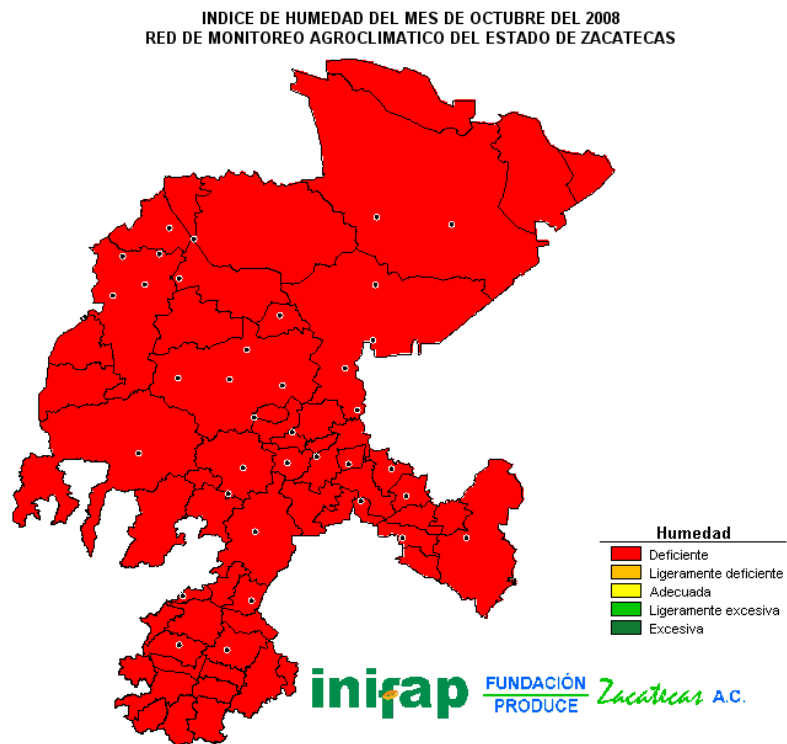 INDICE DE HUMEDAD DEL MES DE OCTUBRE DEL 2008
RED DE MONITOREO AGROCLIMATICO DEL ESTADO DE ZACATECAS
Humedad
Deficiente
Ligeramente deficiente
Adecuada
Ligeramente excesiva
Excesiva
inifap
FUNDACIÓN
PRODUCE
Zacatecas A.C.